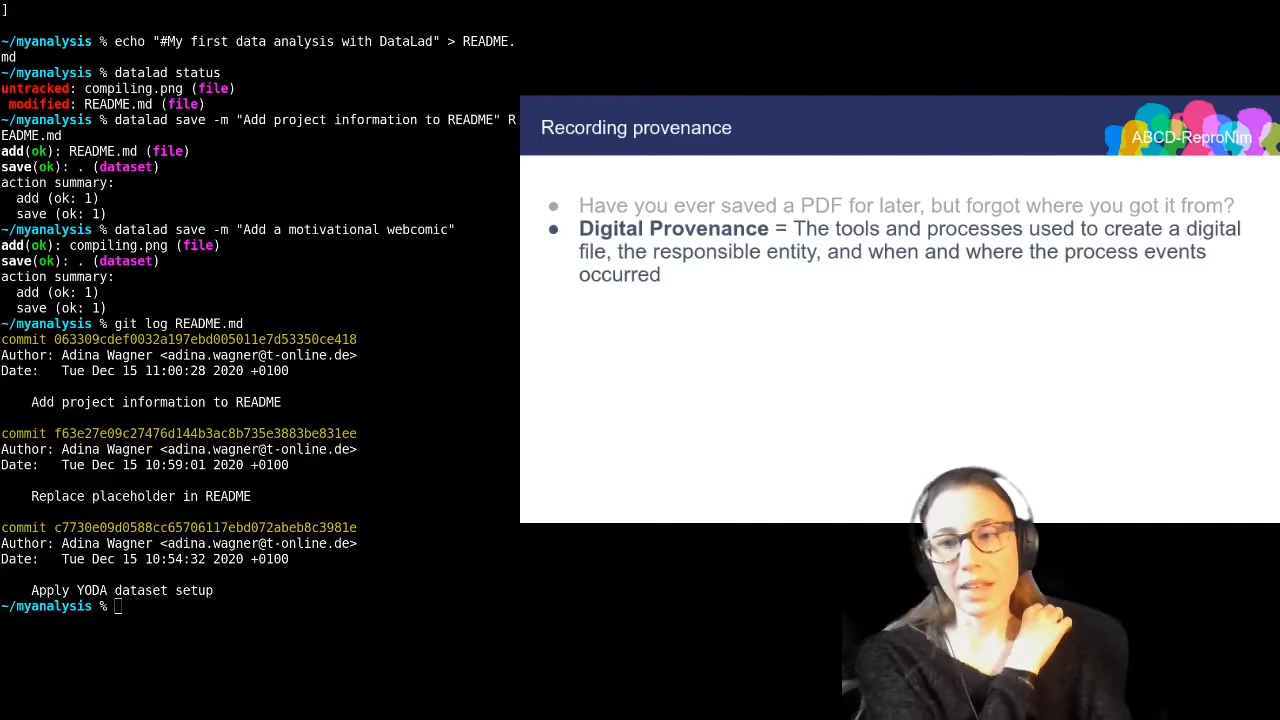 ]
~/myanalysis % echo "#My first data analysis with DataLad" > README.
md
~/myanalysis % datalad status
untracked: compiling.png (file)
 modified: README.md (file)
~/myanalysis % datalad save -m "Add project information to README" R
EADME.md
add(ok): README.md (file)
save(ok): . (dataset)
action summary:
  add (ok: 1)
  save (ok: 1)
~/myanalysis % datalad save -m "Add a motivational webcomic"
add(ok): compiling.png (file)
save(ok): . (dataset)
action summary:
  add (ok: 1)
  save (ok: 1)
~/myanalysis % git log README.md
commit 063309cdef0032a197ebd005011e7d53350ce418
Author: Adina Wagner <adina.wagner@t-online.de>
Date:   Tue Dec 15 11:00:28 2020 +0100
    Add project information to README
commit f63e27e09c27476d144b3ac8b735e3883be831ee
Author: Adina Wagner <adina.wagner@t-online.de>
Date:   Tue Dec 15 10:59:01 2020 +0100
    Replace placeholder in README
commit c7730e09d0588cc65706117ebd072abeb8c3981e
Author: Adina Wagner <adina.wagner@t-online.de>
Date:   Tue Dec 15 10:54:32 2020 +0100
    Apply YODA dataset setup
~/myanalysis %
Recording provenance
ABCD-ReproNim
● Have you ever saved a PDF for later, but forgot where you got it from?
● Digital Provenance = The tools and processes used to create a digital
file, the responsible entity, and when and where the process events
occurred